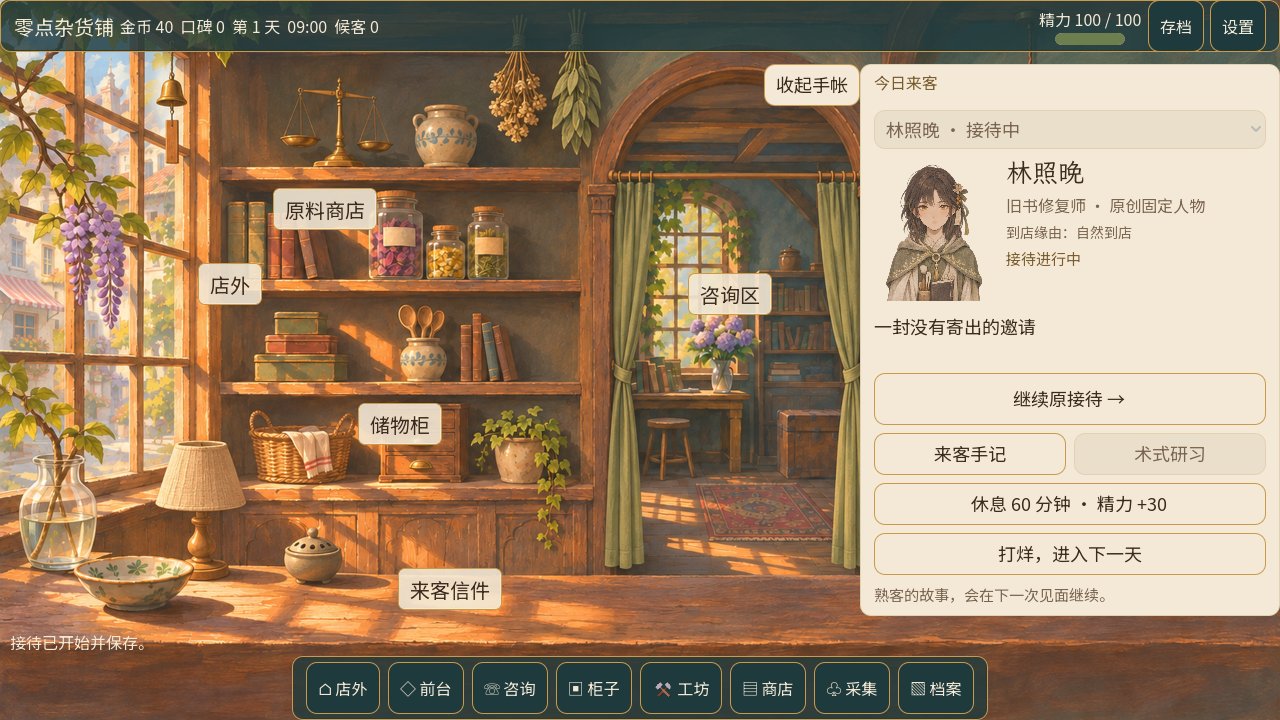 零点杂货铺 金币 40 口碑 0 第 1 天 09:00 候客 0
精力 100 / 100
存档
设置
收起手帐
今日来客
林照晚 · 接待中
林照晚
旧书修复师 · 原创固定人物
到店缘由：自然到店
接待进行中
一封没有寄出的邀请
继续原接待 →
来客手记
术式研习
休息 60 分钟 · 精力 +30
打烊，进入下一天
熟客的故事，会在下一次见面继续。
原料商店
店外
咨询区
储物柜
来客信件
接待已开始并保存。
店外
前台
咨询
柜子
工坊
商店
采集
档案